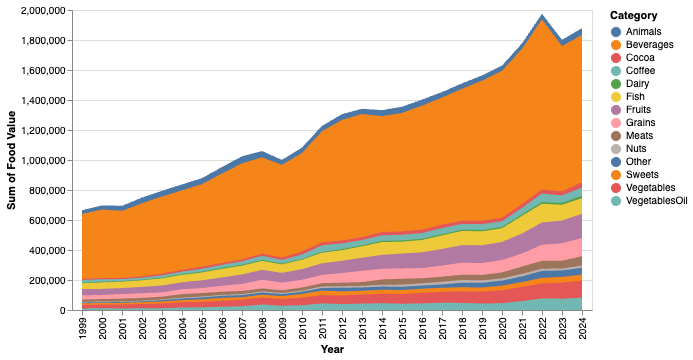 Category
Animals
Beverages
Cocoa
Coffee
Dairy
Fish
Fruits
Grains
Meats
Nuts
Other
Sweets
Vegetables
VegetablesOil
Sum of Food Value
2,000,000
1,800,000
1,600,000
1,400,000
1,200,000
1,000,000
800,000
600,000
400,000
200,000
0
1999
2000
2001
2002
2003
2004
2005
2006
2007
2008
2009
2010
2011
2012
2013
2014
2015
2016
2017
2018
2019
2020
2021
2022
2023
2024
Year